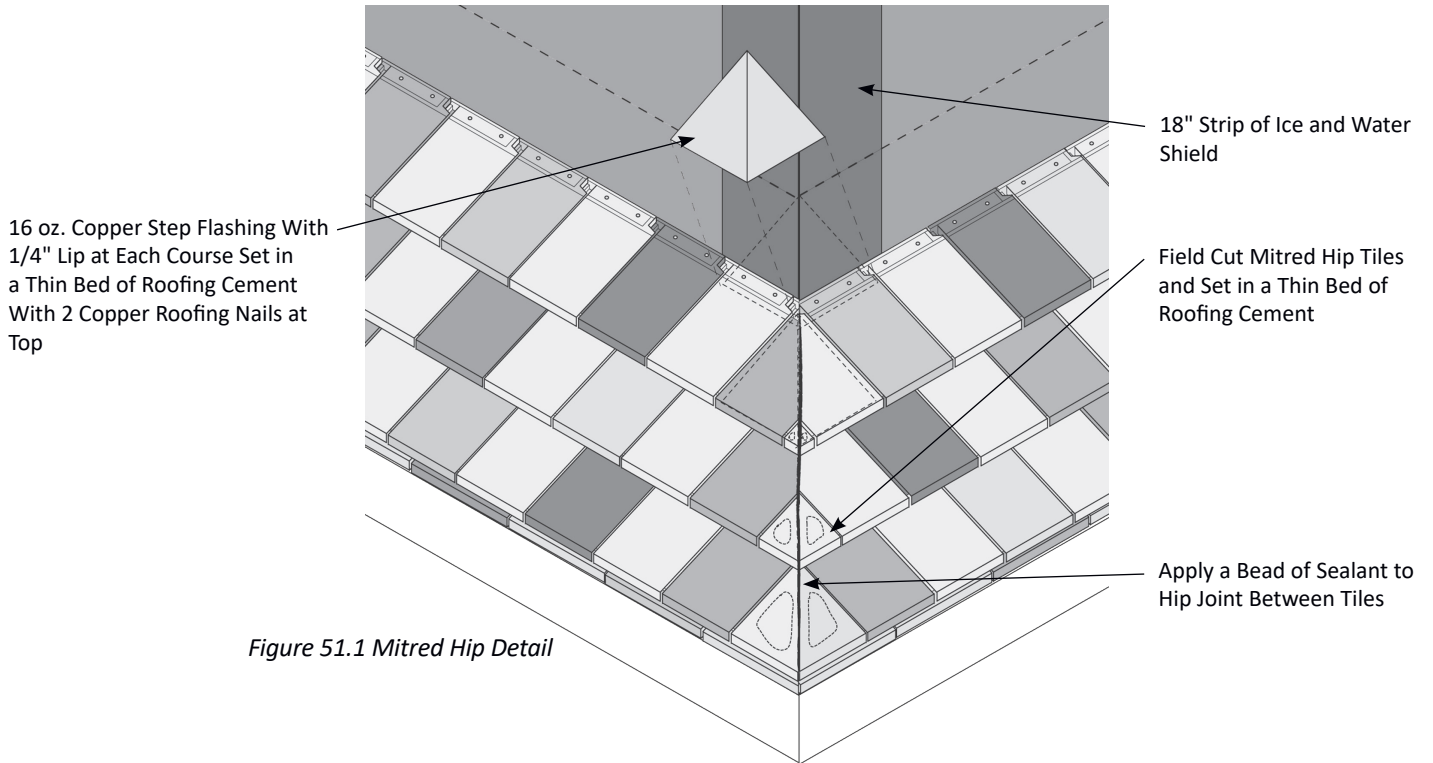 18" Strip of Ice and Water
Shield
16 oz. Copper Step Flashing With
1/4" Lip at Each Course Set in
a Thin Bed of Roofing Cement
With 2 Copper Roofing Nails at
Top
Field Cut Mitred Hip Tiles
and Set in a Thin Bed of
Roofing Cement
Apply a Bead of Sealant to
Hip Joint Between Tiles
Figure 51.1 Mitred Hip Detail